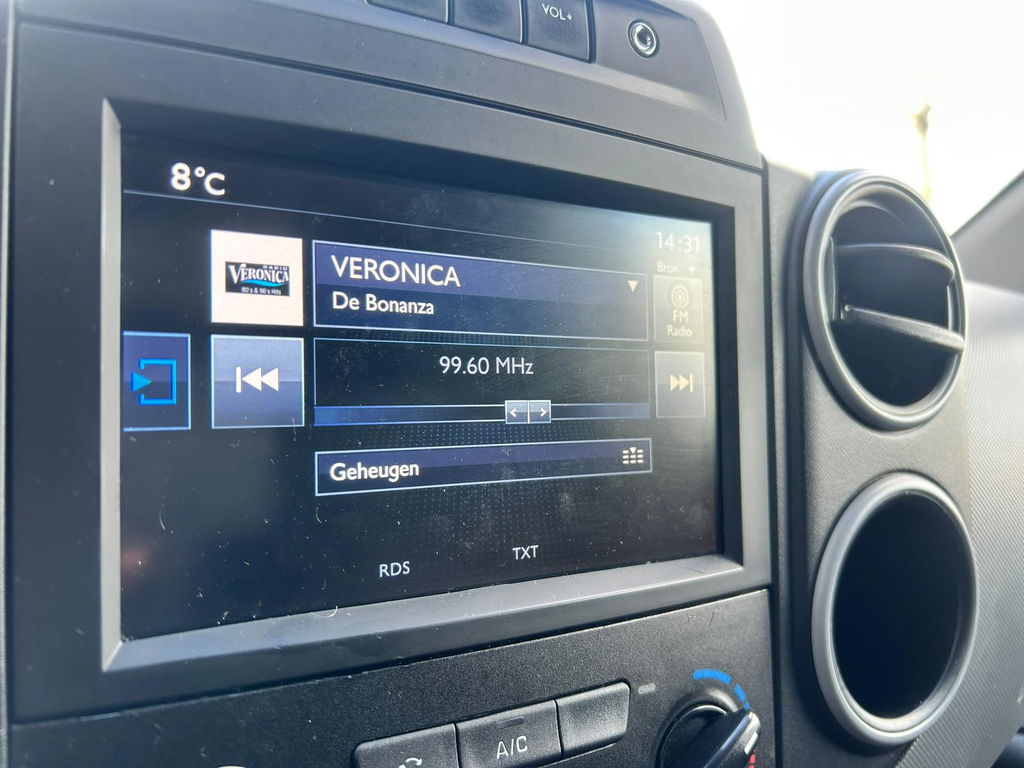 VOL+
8°C
14:31
RADIO
VERONICA
80's & 90's Hits
VERONICA
De Bonanza
Bron
FM
Radio
99.60 MHz
Geheugen
RDS
TXT
A/C